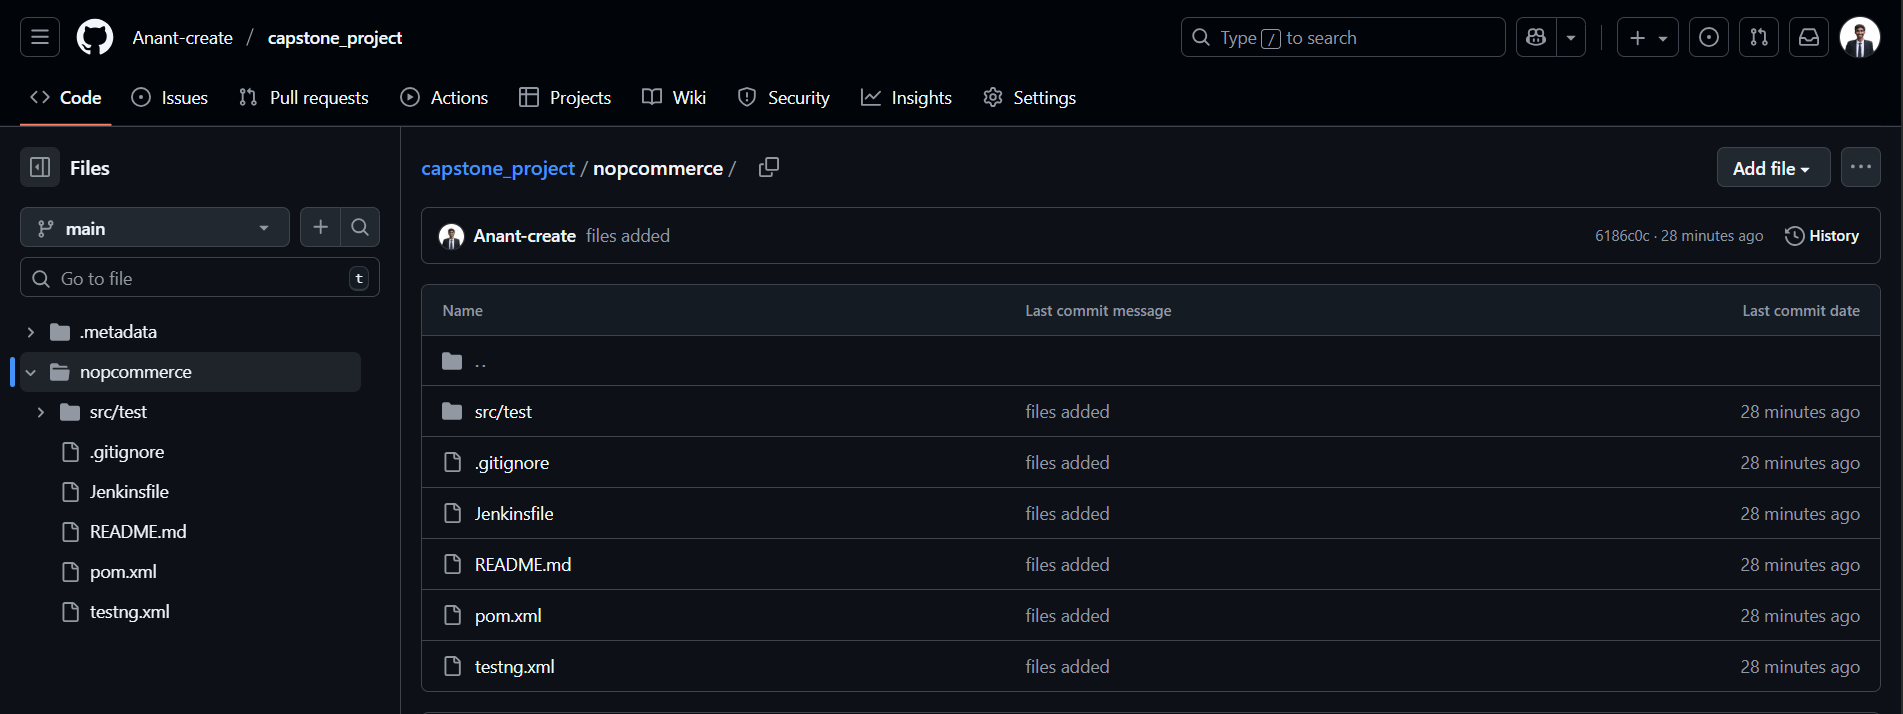 Anant-create / capstone_project
Type / to search
Code Issues Pull requests Actions Projects Wiki Security Insights Settings
Files
main
Go to file t
.metadata
nopcommerce
src/test
.gitignore
Jenkinsfile
README.md
pom.xml
testng.xml
capstone_project / nopcommerce /
Add file
Anant-create files added 6186c0c · 28 minutes ago History
Name Last commit message Last commit date
..
src/test files added 28 minutes ago
.gitignore files added 28 minutes ago
Jenkinsfile files added 28 minutes ago
README.md files added 28 minutes ago
pom.xml files added 28 minutes ago
testng.xml files added 28 minutes ago